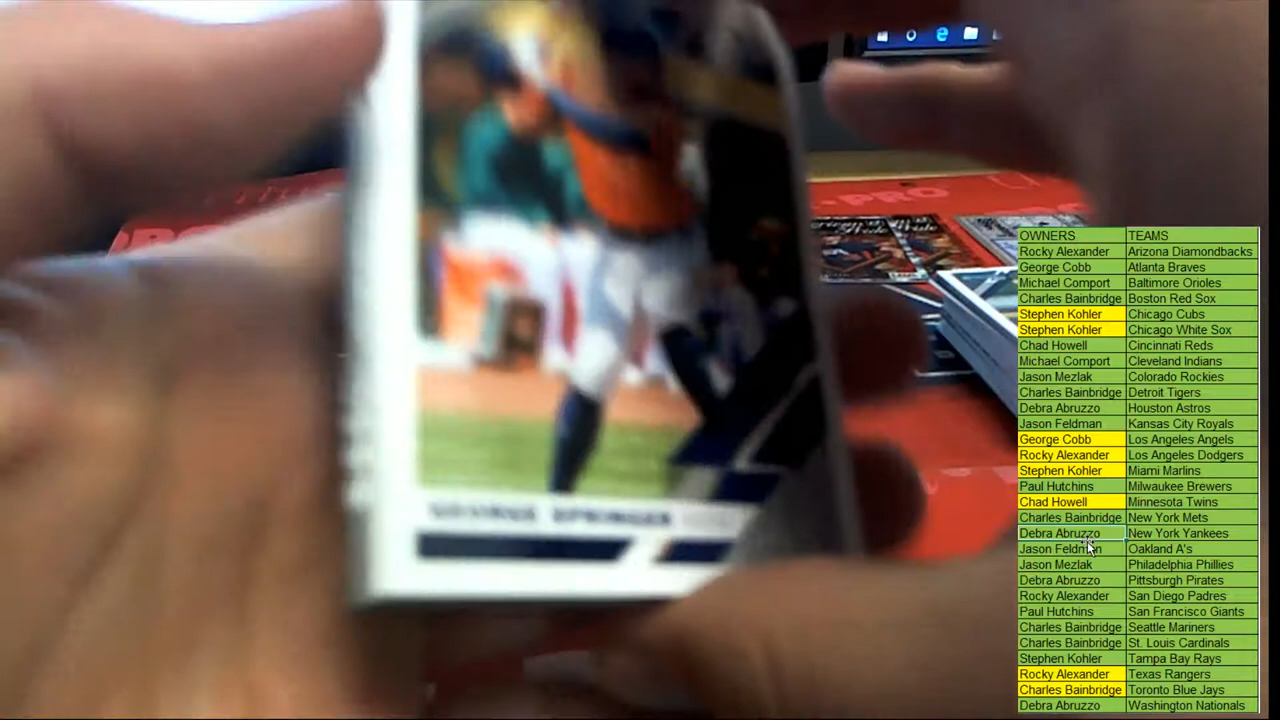 PRO
GEORGE SPRINGER
OWNERS TEAMS
Rocky Alexander Arizona Diamondbacks
George Cobb Atlanta Braves
Michael Comport Baltimore Orioles
Charles Bainbridge Boston Red Sox
Stephen Kohler Chicago Cubs
Stephen Kohler Chicago White Sox
Chad Howell Cincinnati Reds
Michael Comport Cleveland Indians
Jason Mezlak Colorado Rockies
Charles Bainbridge Detroit Tigers
Debra Abruzzo Houston Astros
Jason Feldman Kansas City Royals
George Cobb Los Angeles Angels
Rocky Alexander Los Angeles Dodgers
Stephen Kohler Miami Marlins
Paul Hutchins Milwaukee Brewers
Chad Howell Minnesota Twins
Charles Bainbridge New York Mets
Debra Abruzzo New York Yankees
Jason Feldman Oakland A's
Jason Mezlak Philadelphia Phillies
Debra Abruzzo Pittsburgh Pirates
Rocky Alexander San Diego Padres
Paul Hutchins San Francisco Giants
Charles Bainbridge Seattle Mariners
Charles Bainbridge St. Louis Cardinals
Stephen Kohler Tampa Bay Rays
Rocky Alexander Texas Rangers
Charles Bainbridge Toronto Blue Jays
Debra Abruzzo Washington Nationals